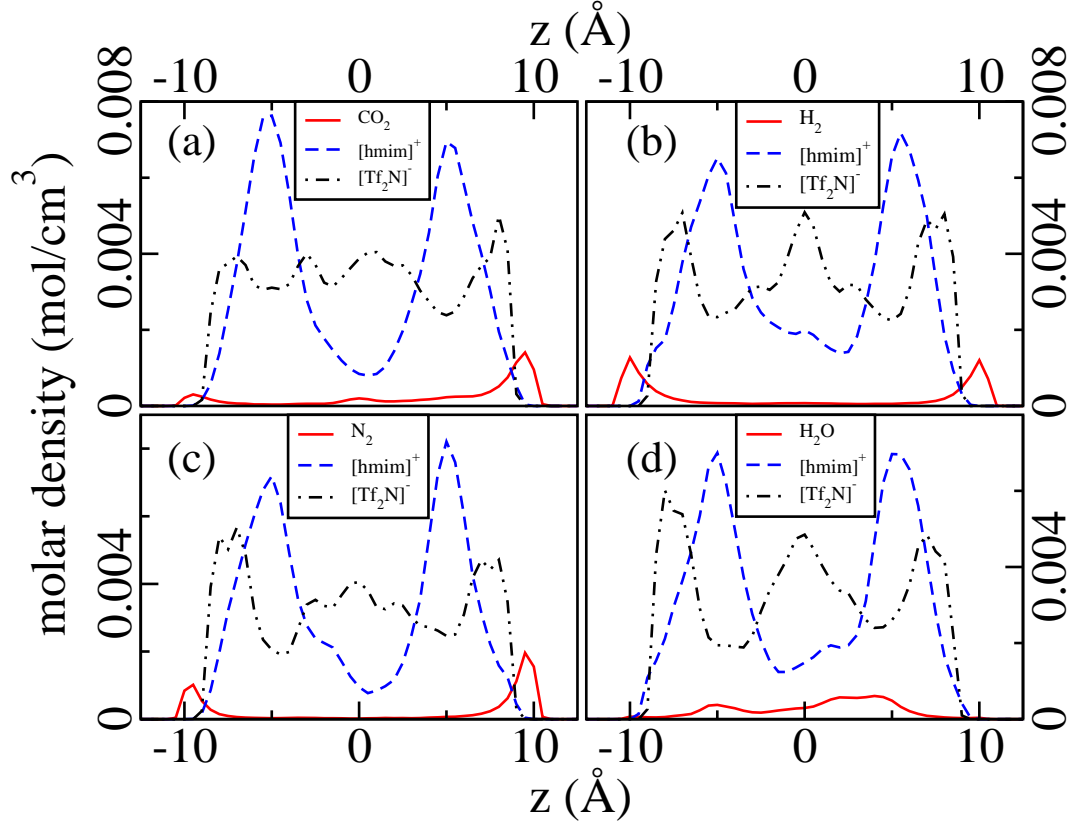 z (Å)
-10 0 10 -10 0 10
molar density (mol/cm³)
0.008
0.004
0
(a)
CO₂
[hmim]⁺
[Tf₂N]⁻
(b)
H₂
[hmim]⁺
[Tf₂N]⁻
0.008
0.004
0
0.004
0
(c)
N₂
[hmim]⁺
[Tf₂N]⁻
(d)
H₂O
[hmim]⁺
[Tf₂N]⁻
0.004
0
-10 0 10 -10 0 10
z (Å)